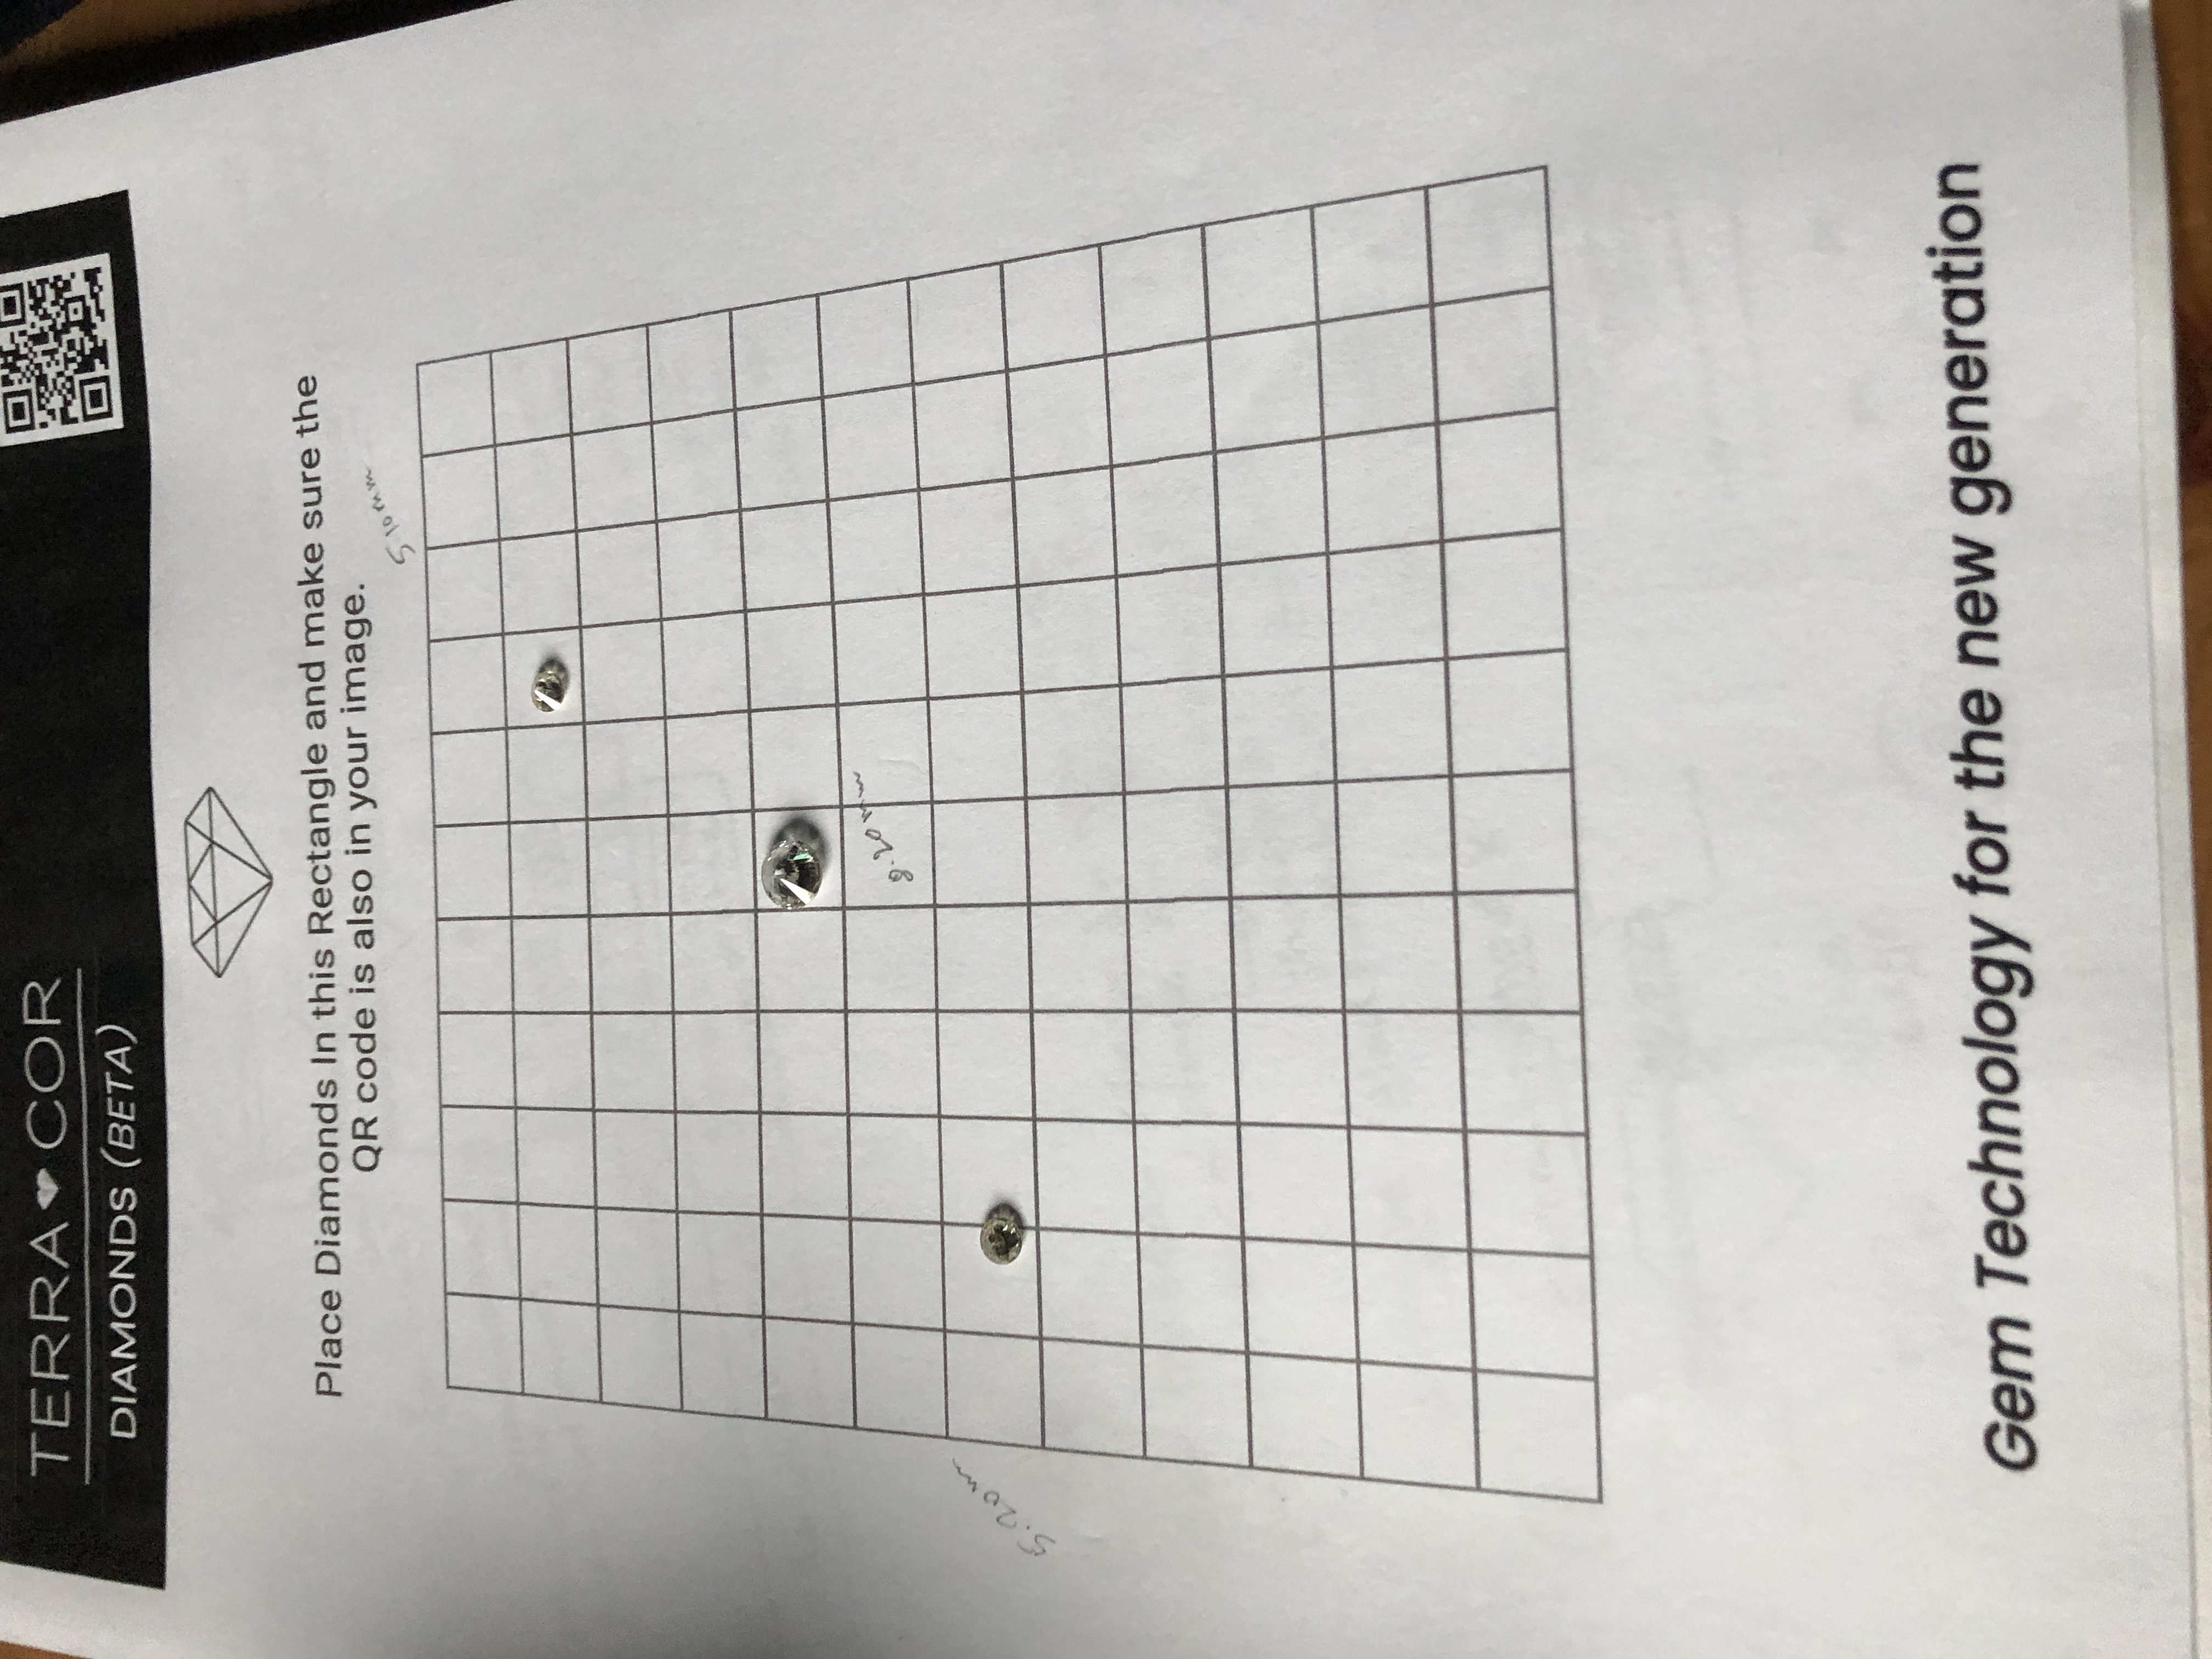 TERRA COR
DIAMONDS (BETA)
Place Diamonds In this Rectangle and make sure the
QR code is also in your image.
5.10mm
8.20mm
5.20m
Gem Technology for the new generation